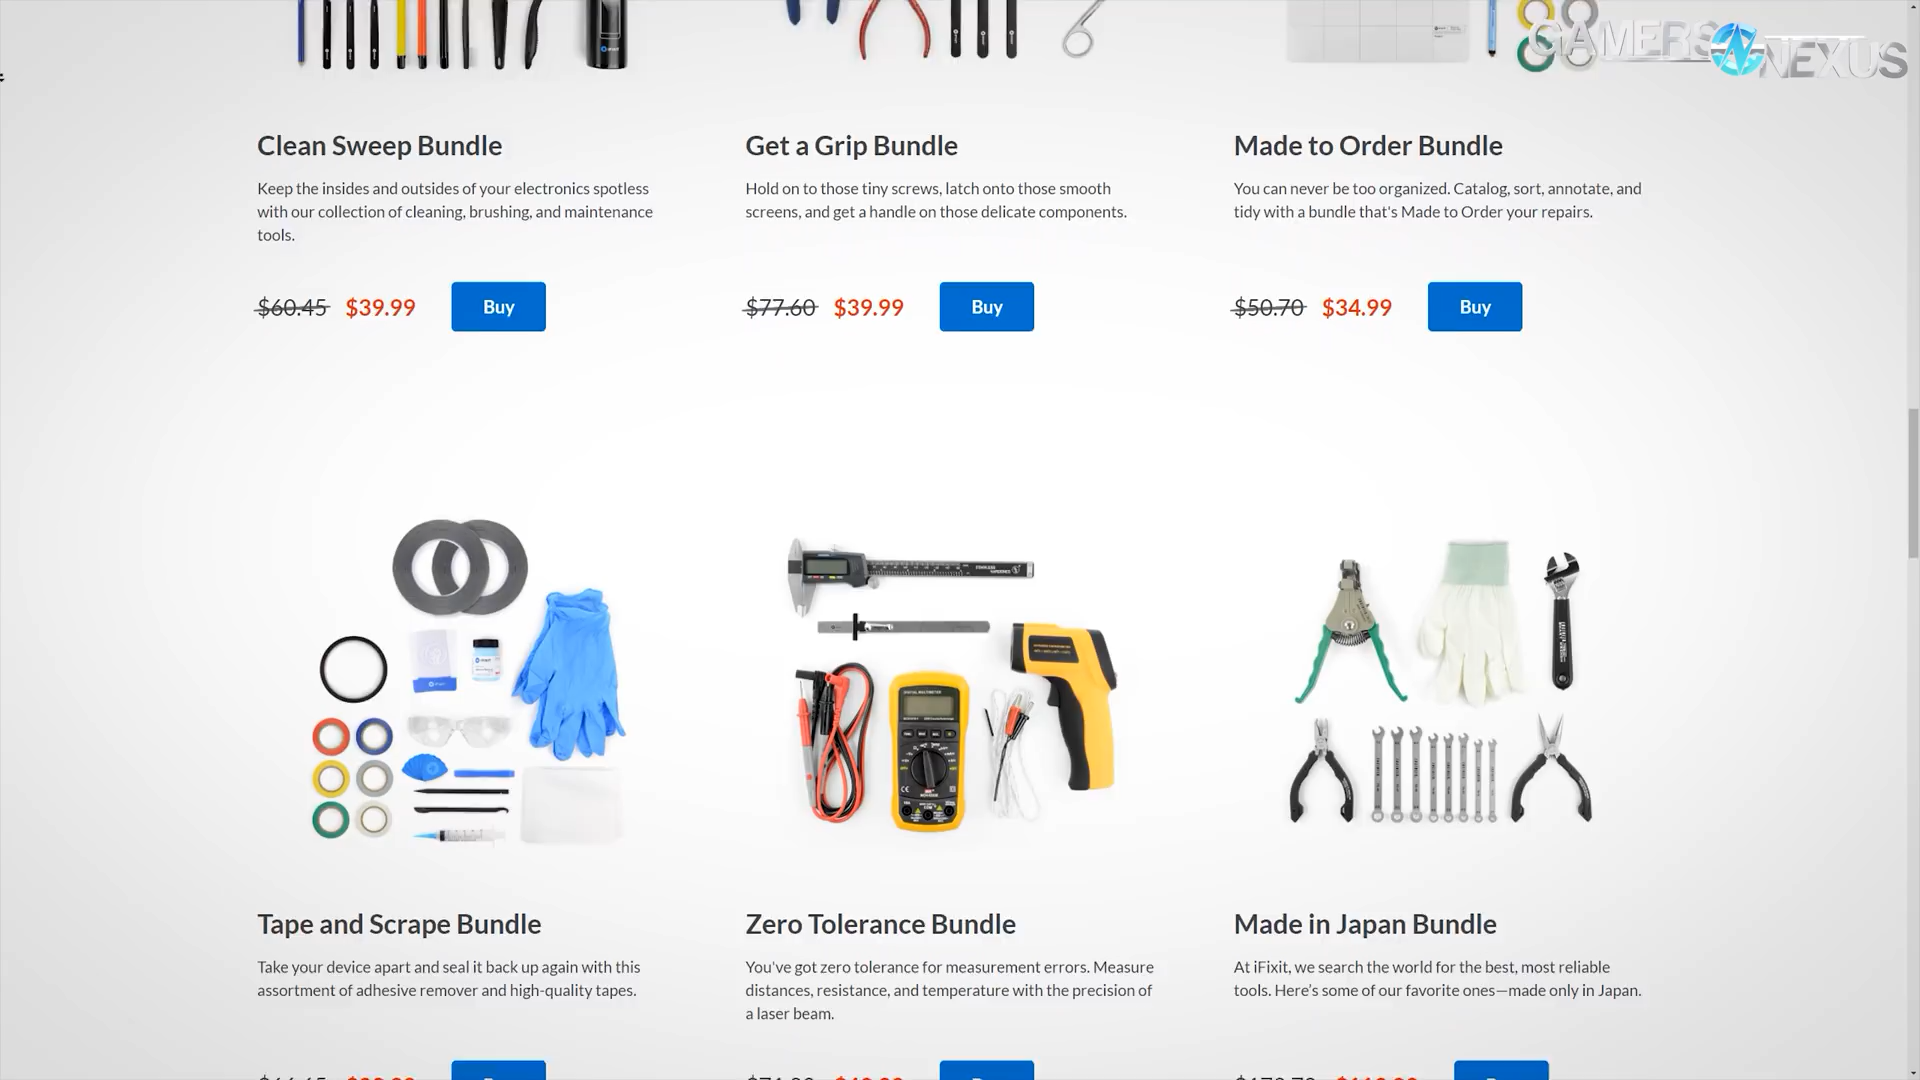 GAMERS NEXUS
Clean Sweep Bundle
Keep the insides and outsides of your electronics spotless
with our collection of cleaning, brushing, and maintenance
tools.
$60.45 $39.99 Buy
Get a Grip Bundle
Hold on to those tiny screws, latch onto those smooth
screens, and get a handle on those delicate components.
$77.60 $39.99 Buy
Made to Order Bundle
You can never be too organized. Catalog, sort, annotate, and
tidy with a bundle that's Made to Order your repairs.
$50.70 $34.99 Buy
Tape and Scrape Bundle
Take your device apart and seal it back up again with this
assortment of adhesive remover and high-quality tapes.
Zero Tolerance Bundle
You've got zero tolerance for measurement errors. Measure
distances, resistance, and temperature with the precision of
a laser beam.
Made in Japan Bundle
At iFixit, we search the world for the best, most reliable
tools. Here's some of our favorite ones—made only in Japan.